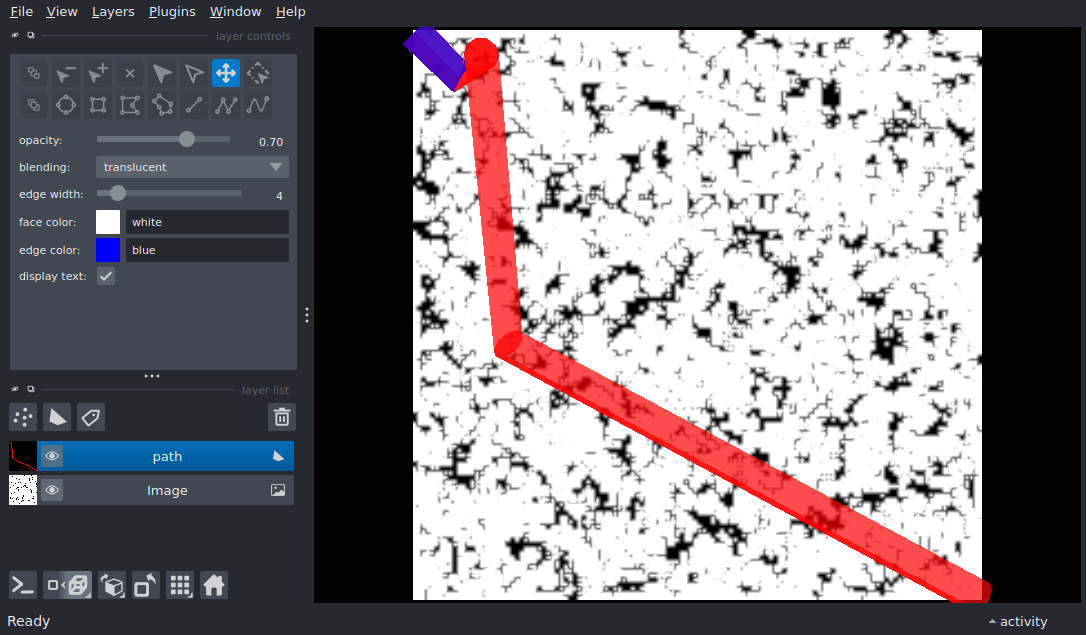 File View Layers Plugins Window Help
layer controls
opacity: 0.70
blending: translucent
edge width: 4
face color: white
edge color: blue
display text:
layer list
path
Image
Ready
activity